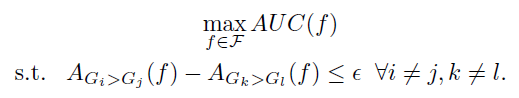 max AUC(f)
f∈F
s.t. A_{G_i>G_j}(f) − A_{G_k>G_l}(f) ≤ ϵ ∀i ≠ j, k ≠ l.